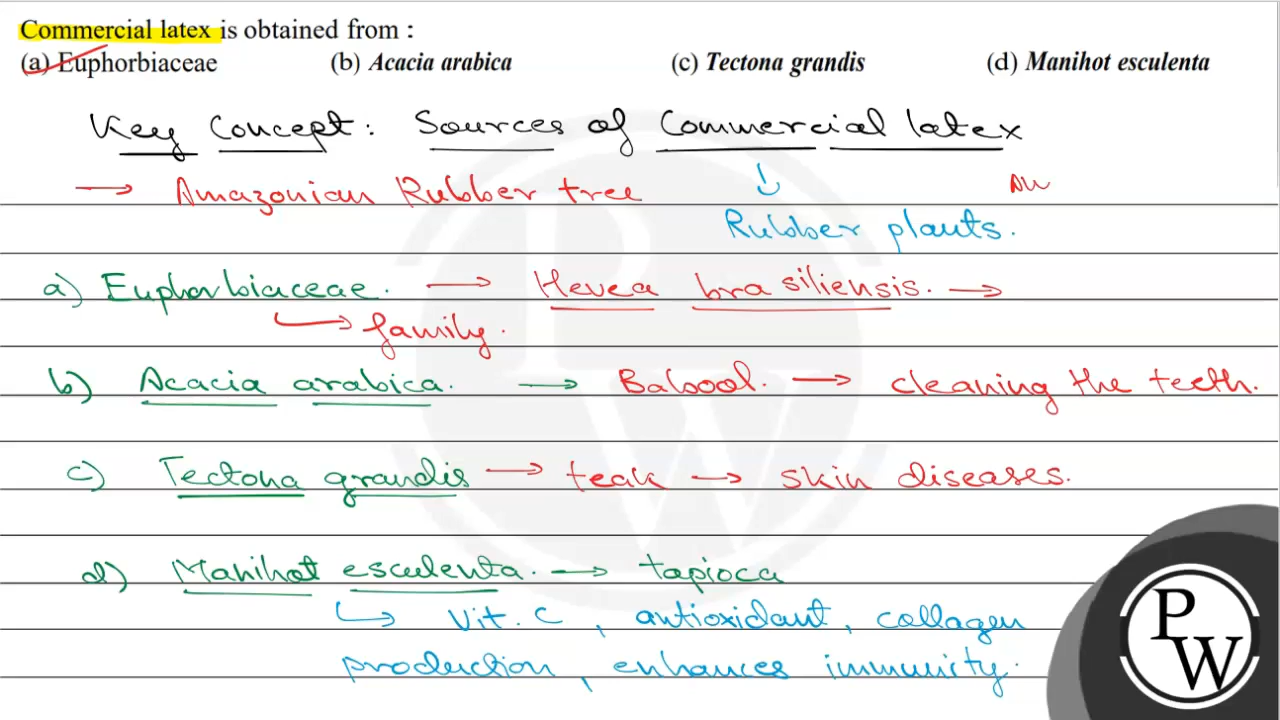 Commercial latex is obtained from :
(a) Euphorbiaceae (b) Acacia arabica (c) Tectona grandis (d) Manihot esculenta
Key Concept: Sources of Commercial latex
→ Amazonian Rubber tree ↓ Am
Rubber plants.
a) Euphorbiaceae. → Hevea brasiliensis. →
↳ family.
b) Acacia arabica. → Babool. → cleaning the teeth.
c) Tectona grandis → teak → skin diseases.
d) Manihot esculenta. → tapioca
↳ Vit. C, antioxidant, collagen
production, enhances immunity.
P
W